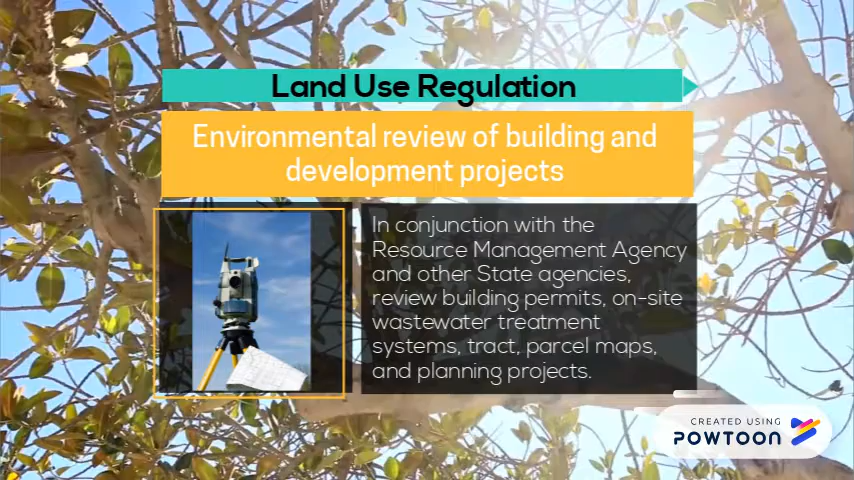 Land Use Regulation
Environmental review of building and
development projects
In conjunction with the
Resource Management Agency
and other State agencies,
review building permits, on-site
wastewater treatment
systems, tract, parcel maps,
and planning projects.
CREATED USING
POWTOON